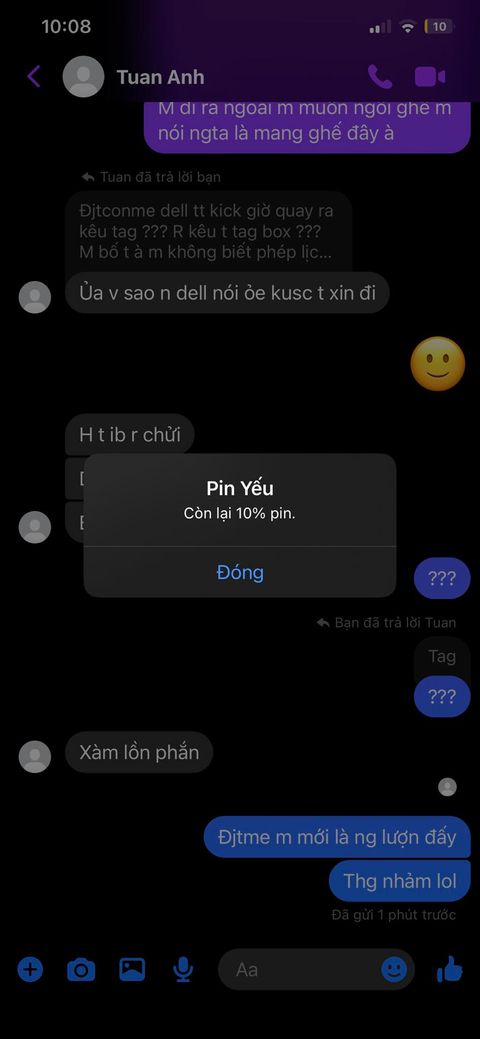 10:08
10
Tuan Anh
M đi ra ngoài m muốn ngồi ghế m
nói ngta là mang ghế đây à
Tuan đã trả lời bạn
Đjtconme dell tt kick giờ quay ra
kêu tag ??? R kêu t tag box ???
M bố t à m không biết phép lịc...
Ủa v sao n dell nói ỏe kusc t xin đi
H t ib r chửi
Pin Yếu
Còn lại 10% pin.
Đóng
???
Bạn đã trả lời Tuan
Tag
???
Xàm lồn phắn
Đjtme m mới là ng lượn đấy
Thg nhảm lol
Đã gửi 1 phút trước
Aa